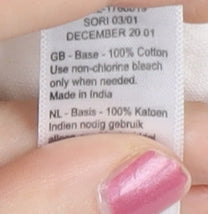 SORI 03/01
DECEMBER 20 01
GB - Base - 100% Cotton
Use non-chlorine bleach
only when needed.
Made in India
NL - Basis - 100% Katoen
Indien nodig gebruik